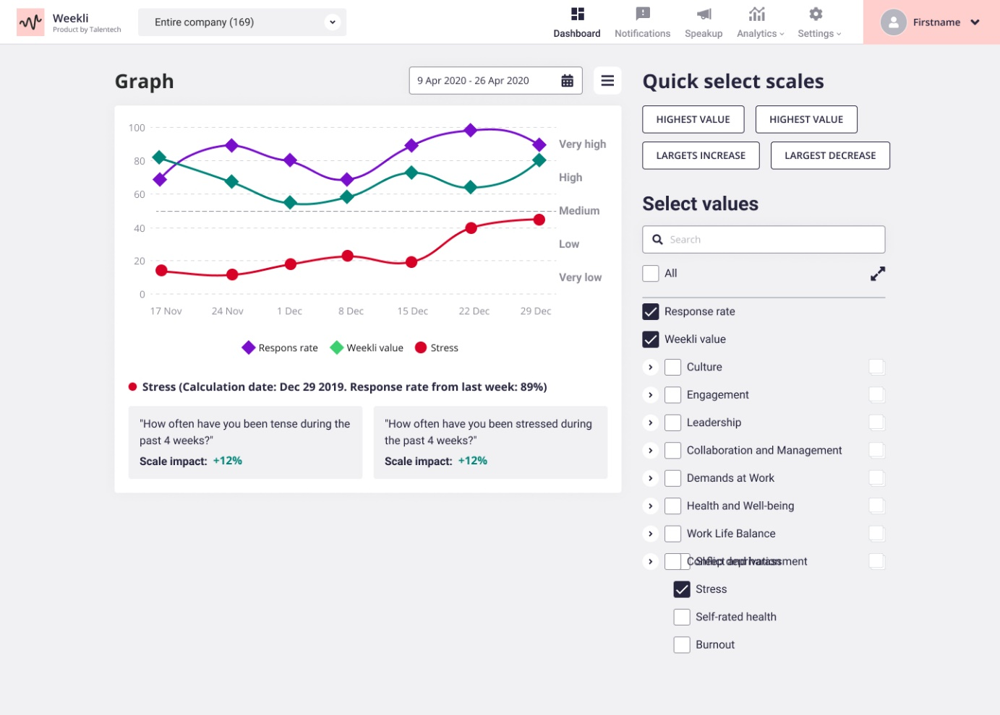 Weekli
Product by Talentech
Entire company (169)
Dashboard
Notifications
Speakup
Analytics
Settings
Firstname
Graph
9 Apr 2020 - 26 Apr 2020
Quick select scales
HIGHEST VALUE
HIGHEST VALUE
LARGETS INCREASE
LARGEST DECREASE
100
80
60
40
20
0
Very high
High
Medium
Low
Very low
17 Nov
24 Nov
1 Dec
8 Dec
15 Dec
22 Dec
29 Dec
Respons rate
Weekli value
Stress
Stress (Calculation date: Dec 29 2019. Response rate from last week: 89%)
"How often have you been tense during the
past 4 weeks?"
Scale impact: +12%
"How often have you been stressed during
the past 4 weeks?"
Scale impact: +12%
Select values
Search
All
Response rate
Weekli value
Culture
Engagement
Leadership
Collaboration and Management
Demands at Work
Health and Well-being
Work Life Balance
Conflict and harassment
Sleep deprivation
Stress
Self-rated health
Burnout